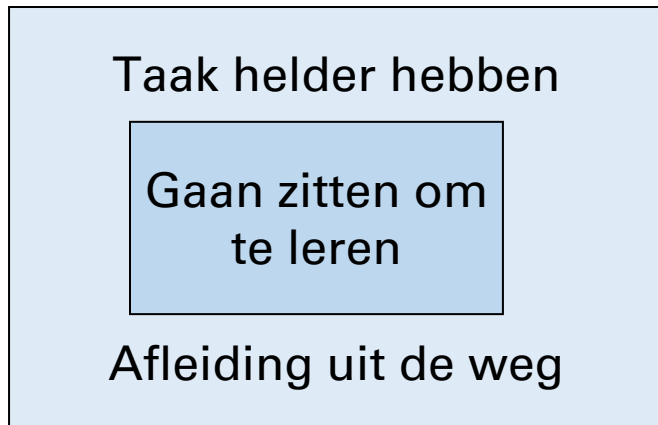 Taak helder hebben
Gaan zitten om
te leren
Afleiding uit de weg